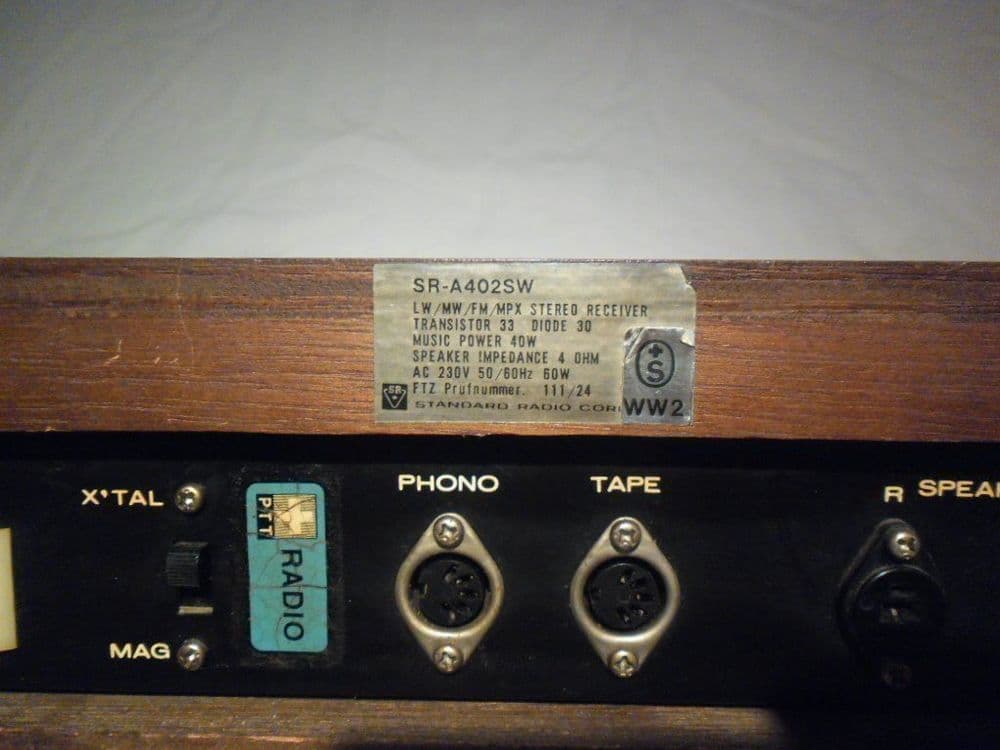 SR-A402SW
LW/MW/FM/MPX STEREO RECEIVER
TRANSISTOR 33 DIODE 30
MUSIC POWER 40W
SPEAKER IMPEDANCE 4 OHM
AC 230V 50/60Hz 60W
FTZ Prufnummer. 111/24
SR STANDARD RADIO COR
+S
WW2
X'TAL
MAG
PTT
RADIO
PHONO
TAPE
R SPEA